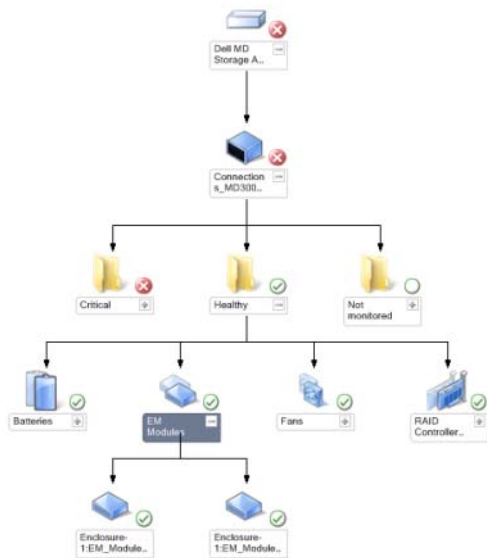 Dell MD
Storage A..
Connection
s_MD300..
Critical
Healthy
Not
monitored
Batteries
EM
Modules
Fans
RAID
Controller..
Enclosure-
1:EM_Module..
Enclosure-
1:EM_Module..